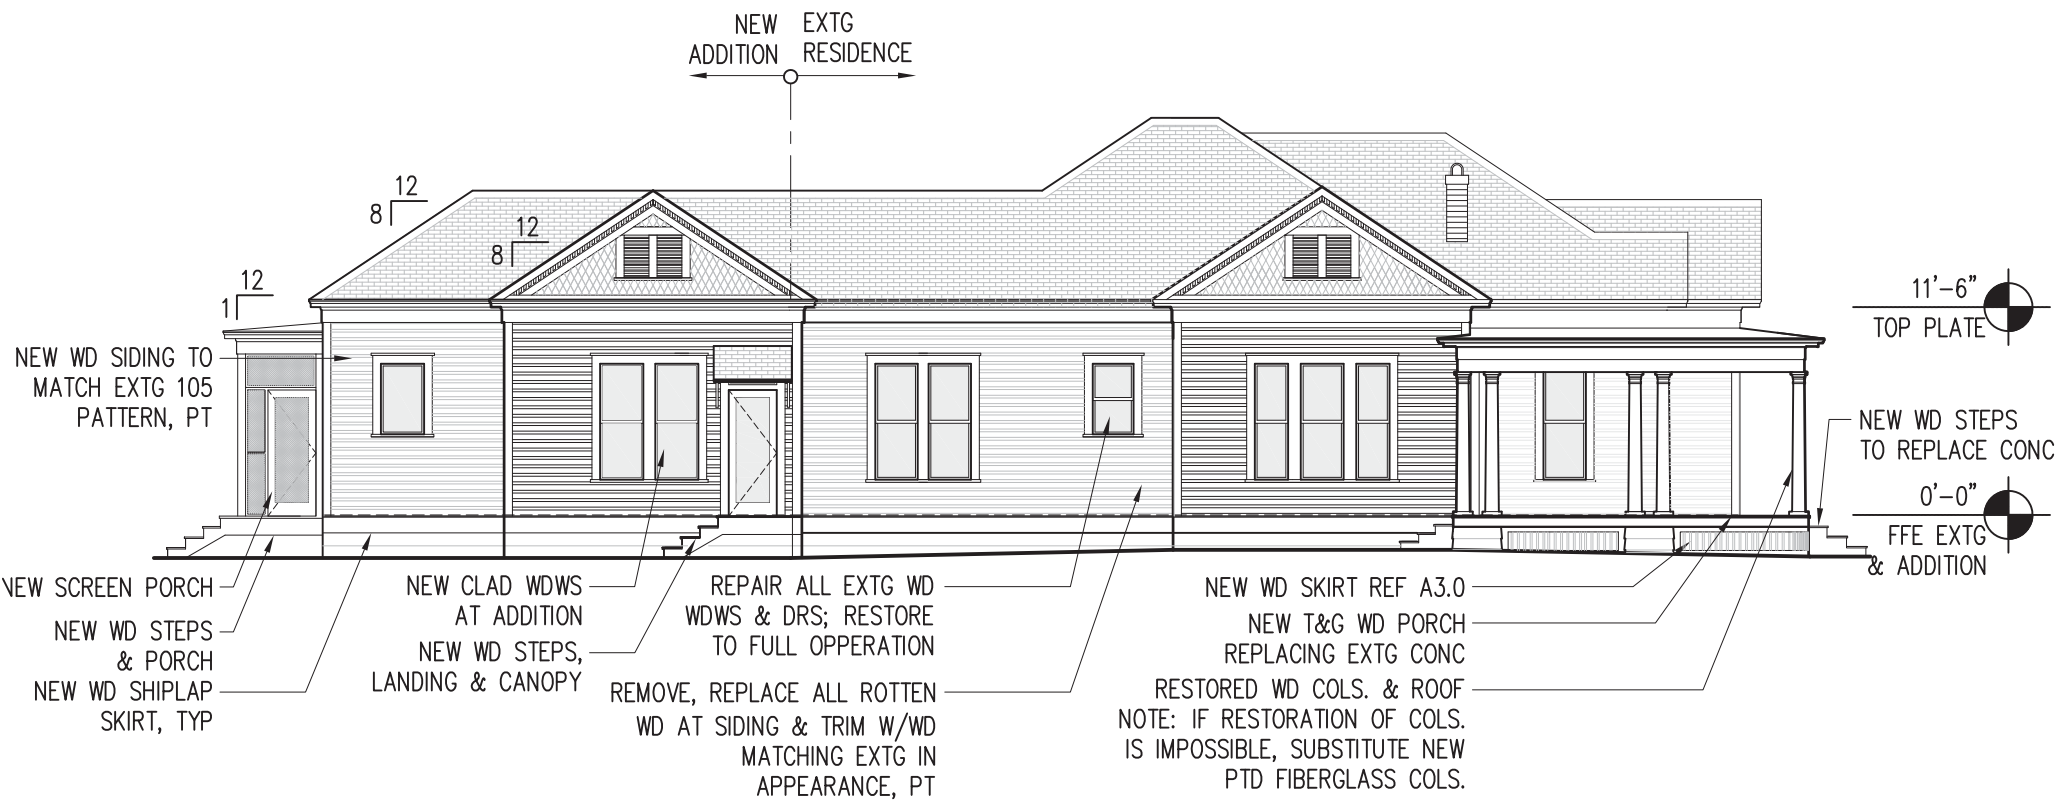 NEW
ADDITION
EXTG
RESIDENCE
12
8
12
8
12
1
11'-6"
TOP PLATE
NEW WD SIDING TO
MATCH EXTG 105
PATTERN, PT
NEW WD STEPS
TO REPLACE CONC
0'-0"
FFE EXTG
& ADDITION
NEW SCREEN PORCH
NEW WD STEPS
& PORCH
NEW WD SHIPLAP
SKIRT, TYP
NEW CLAD WDWS
AT ADDITION
NEW WD STEPS,
LANDING & CANOPY
REPAIR ALL EXTG WD
WDWS & DRS; RESTORE
TO FULL OPPERATION
REMOVE, REPLACE ALL ROTTEN
WD AT SIDING & TRIM W/WD
MATCHING EXTG IN
APPEARANCE, PT
NEW WD SKIRT REF A3.0
NEW T&G WD PORCH
REPLACING EXTG CONC
RESTORED WD COLS. & ROOF
NOTE: IF RESTORATION OF COLS.
IS IMPOSSIBLE, SUBSTITUTE NEW
PTD FIBERGLASS COLS.